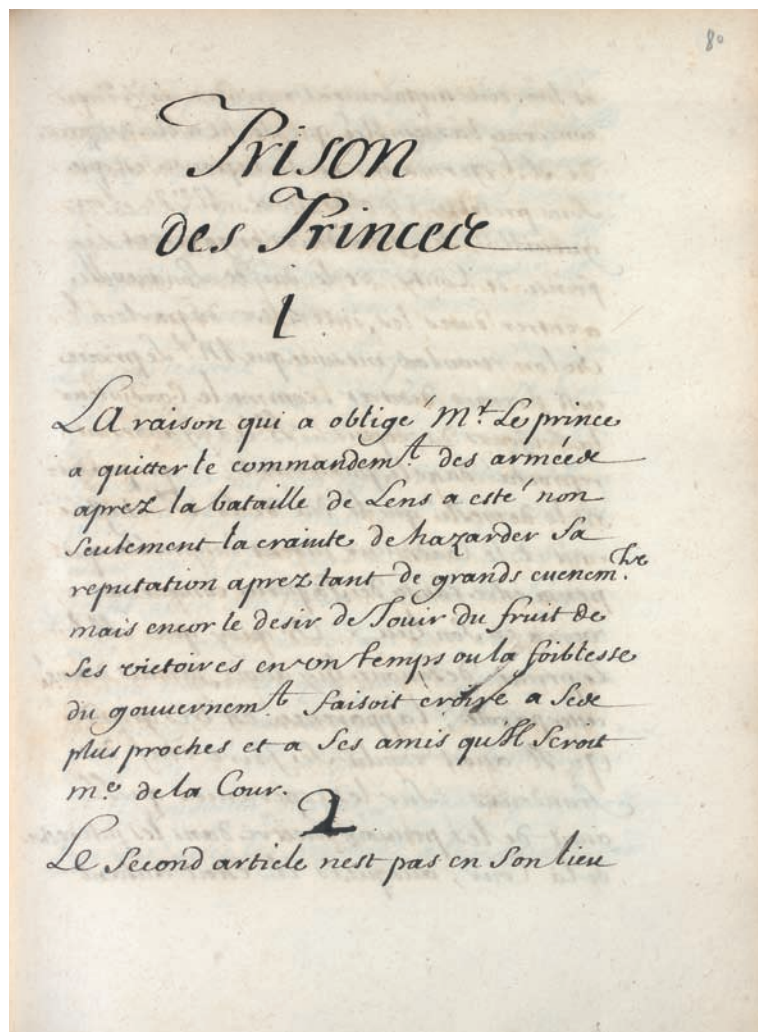 80
Prison
des Princes
1
LA raison qui a obligé Mr. Le prince
a quitter le commandemt. des armées
aprez la bataille de Lens a esté non
seulement la crainte de hazarder sa
reputation aprez tant de grands evenem.
mais encor le desir de Jouir du fruit de
ses victoires en un temps ou la foiblesse
du gouvernemt. faisoit croire a ses
plus proches et a ses amis qu'Il seroit
me. de la Cour.
2
Le second article nest pas en son lieu